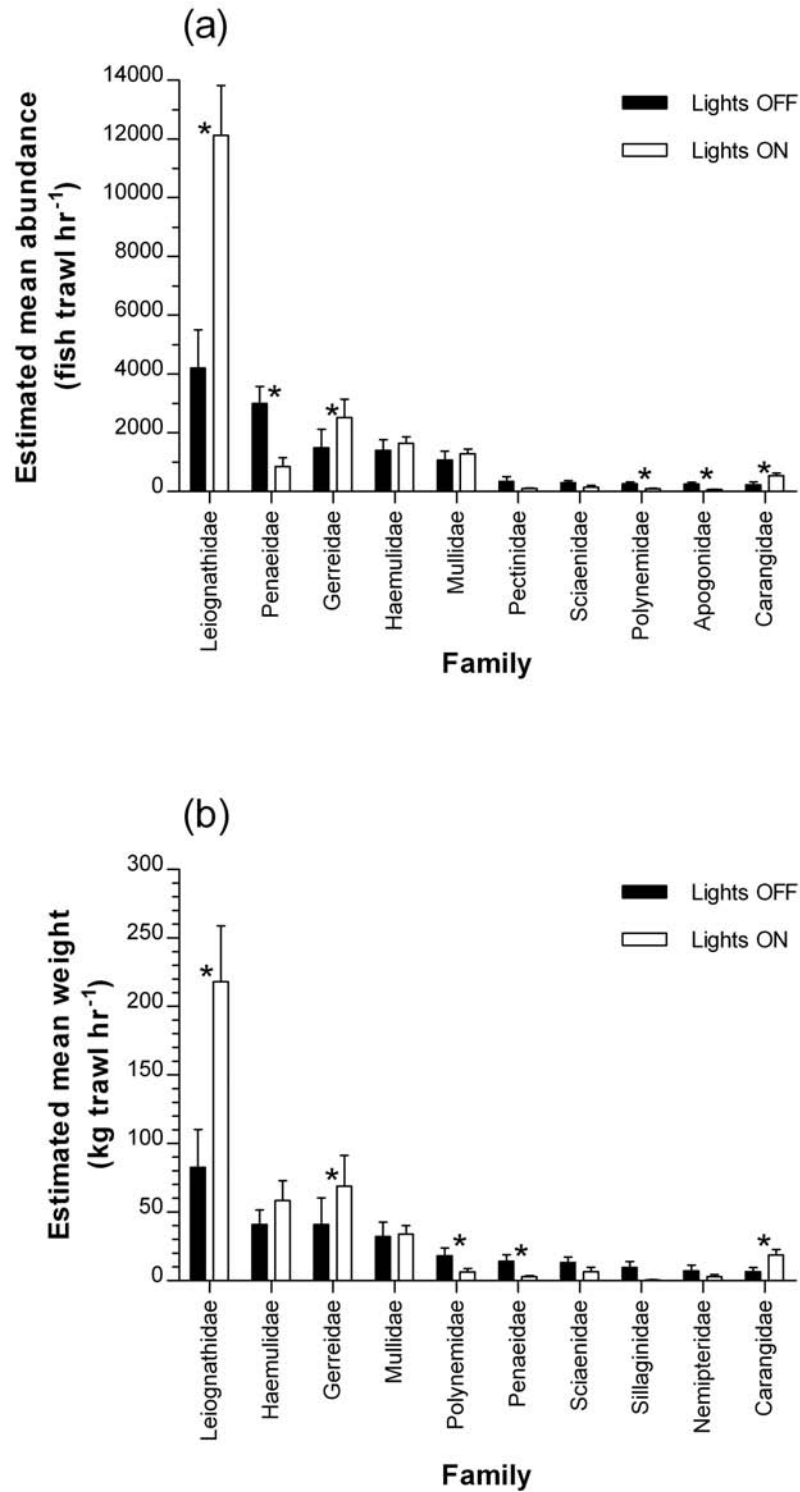 (a)
Estimated mean abundance
(fish trawl hr⁻¹)
14000
12000
10000
8000
6000
4000
2000
0
Lights OFF
Lights ON
*
*
*
*
*
*
Leiognathidae
Penaeidae
Gerreidae
Haemulidae
Mullidae
Pectinidae
Sciaenidae
Polynemidae
Apogonidae
Carangidae
Family
(b)
Estimated mean weight
(kg trawl hr⁻¹)
300
250
200
150
100
50
0
Lights OFF
Lights ON
*
*
*
*
*
Leiognathidae
Haemulidae
Gerreidae
Mullidae
Polynemidae
Penaeidae
Sciaenidae
Sillaginidae
Nemipteridae
Carangidae
Family